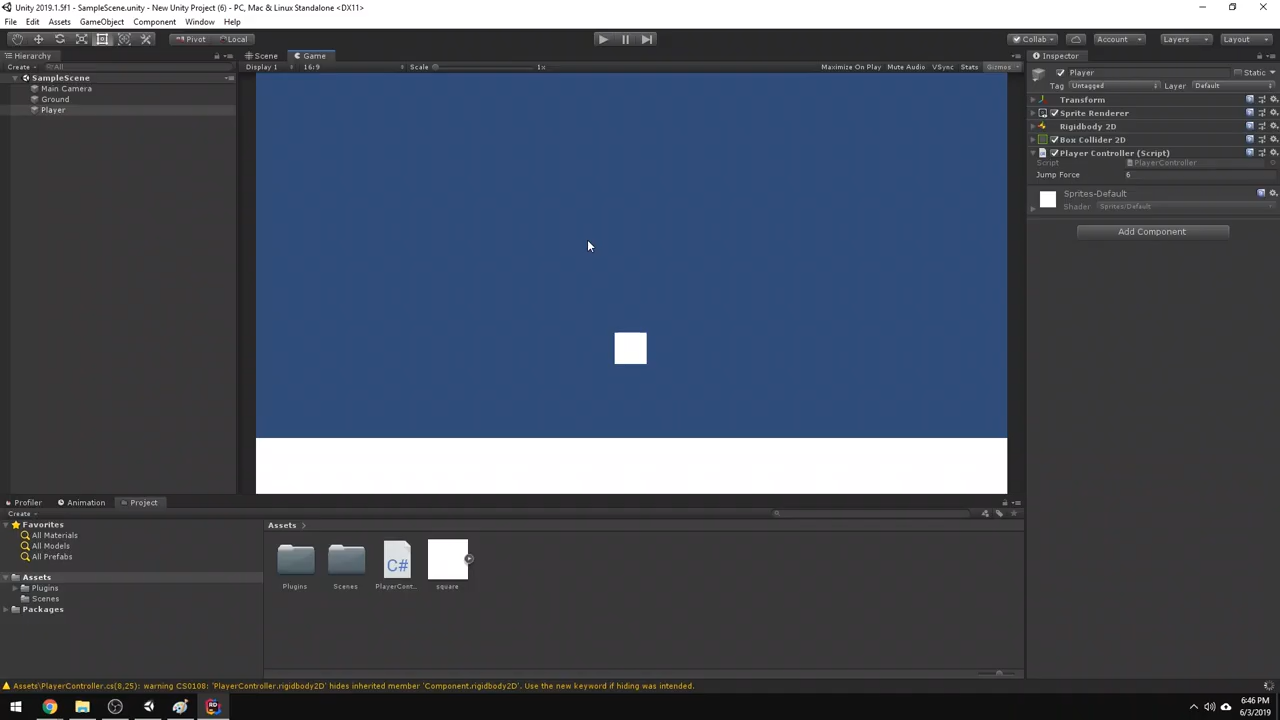 Unity 2019.1.5f1 - SampleScene.unity - New Unity Project (6) - PC, Mac & Linux Standalone <DX11>
File Edit Assets GameObject Component Window Help
Pivot Local
Collab
Account
Layers
Layout
Hierarchy
Create
All
SampleScene
Main Camera
Ground
Player
Scene
Game
Display 1
16:9
Scale
1x
Maximize On Play
Mute Audio
VSync
Stats
Gizmos
Inspector
Player
Static
Tag Untagged
Layer Default
Transform
Sprite Renderer
Rigidbody 2D
Box Collider 2D
Player Controller (Script)
Script PlayerController
Jump Force 6
Sprites-Default
Shader Sprites/Default
Add Component
Profiler
Animation
Project
Create
Favorites
All Materials
All Models
All Prefabs
Assets
Plugins
Scenes
Packages
Assets
Plugins
Scenes
C#
PlayerCont...
square
Assets\PlayerController.cs(8,25): warning CS0108: 'PlayerController.rigidbody2D' hides inherited member 'Component.rigidbody2D'. Use the new keyword if hiding was intended.
RD
6:46 PM
6/3/2019